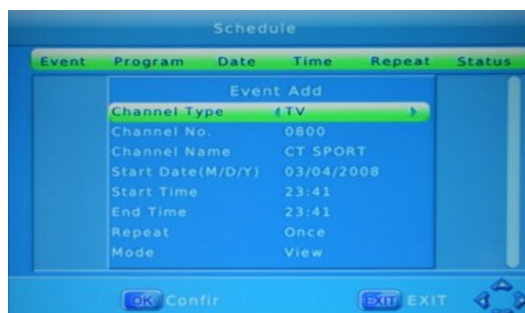 Schedule
Event Program Date Time Repeat Status
Event Add
Channel Type TV
Channel No. 0800
Channel Name CT SPORT
Start Date(M/D/Y) 03/04/2008
Start Time 23:41
End Time 23:41
Repeat Once
Mode View
OK Confir EXIT EXIT